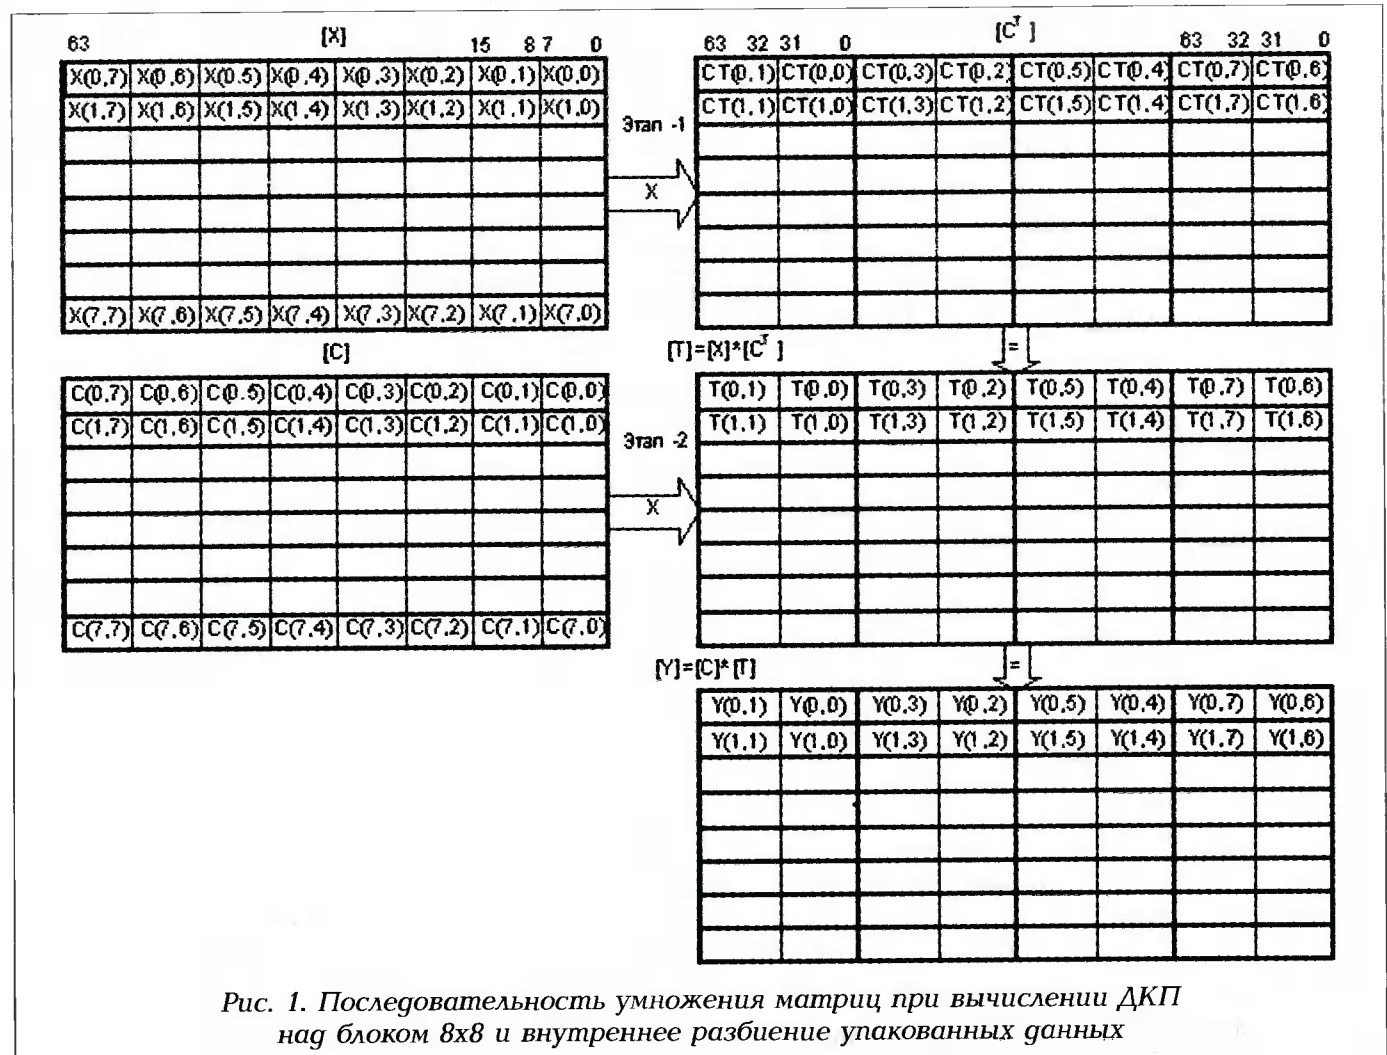 [X]
63 15 8 7 0
X(0,7) X(0,6) X(0,5) X(0,4) X(0,3) X(0,2) X(0,1) X(0,0)
X(1,7) X(1,6) X(1,5) X(1,4) X(1,3) X(1,2) X(1,1) X(1,0)
X(7,7) X(7,6) X(7,5) X(7,4) X(7,3) X(7,2) X(7,1) X(7,0)
Этап -1
X
[Cᵀ ]
63 32 31 0 63 32 31 0
CT(0,1) CT(0,0) CT(0,3) CT(0,2) CT(0,5) CT(0,4) CT(0,7) CT(0,6)
CT(1,1) CT(1,0) CT(1,3) CT(1,2) CT(1,5) CT(1,4) CT(1,7) CT(1,6)
[C]
C(0,7) C(0,6) C(0,5) C(0,4) C(0,3) C(0,2) C(0,1) C(0,0)
C(1,7) C(1,6) C(1,5) C(1,4) C(1,3) C(1,2) C(1,1) C(1,0)
C(7,7) C(7,6) C(7,5) C(7,4) C(7,3) C(7,2) C(7,1) C(7,0)
Этап -2
X
[T]=[X]*[Cᵀ ]
=
T(0,1) T(0,0) T(0,3) T(0,2) T(0,5) T(0,4) T(0,7) T(0,6)
T(1,1) T(1,0) T(1,3) T(1,2) T(1,5) T(1,4) T(1,7) T(1,6)
[Y]=[C]*[T]
=
Y(0,1) Y(0,0) Y(0,3) Y(0,2) Y(0,5) Y(0,4) Y(0,7) Y(0,6)
Y(1,1) Y(1,0) Y(1,3) Y(1,2) Y(1,5) Y(1,4) Y(1,7) Y(1,6)
Рис. 1. Последовательность умножения матриц при вычислении ДКП
над блоком 8x8 и внутреннее разбиение упакованных данных